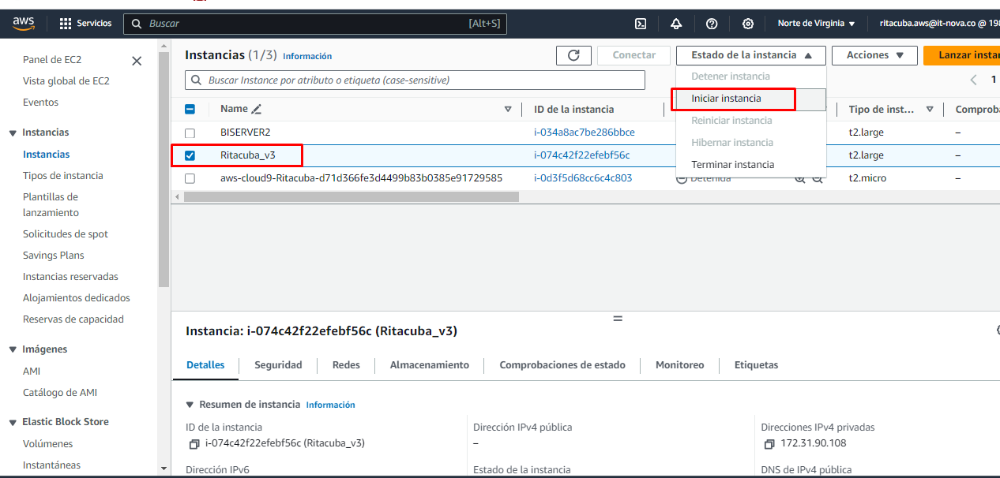 aws Servicios Buscar [Alt+S] Norte de Virginia ritacuba.aws@it-nova.co @ 198
Panel de EC2
Vista global de EC2
Eventos
Instancias
Instancias
Tipos de instancia
Plantillas de
lanzamiento
Solicitudes de spot
Savings Plans
Instancias reservadas
Alojamientos dedicados
Reservas de capacidad
Imágenes
AMI
Catálogo de AMI
Elastic Block Store
Volúmenes
Instantáneas
Instancias (1/3) Información Conectar Estado de la instancia Acciones Lanzar instan
Buscar Instance por atributo o etiqueta (case-sensitive) 1
Detener instancia
Iniciar instancia
Reiniciar instancia
Hibernar instancia
Terminar instancia
Name ID de la instancia Tipo de inst... Comproba
BISERVER2 i-034a8ac7be286bbce t2.large –
Ritacuba_v3 i-074c42f22efebf56c t2.large –
aws-cloud9-Ritacuba-d71d366fe3d4499b83b0385e91729585 i-0d3f5d68cc6c4c803 Detenida t2.micro –
Instancia: i-074c42f22efebf56c (Ritacuba_v3)
Detalles Seguridad Redes Almacenamiento Comprobaciones de estado Monitoreo Etiquetas
Resumen de instancia Información
ID de la instancia Dirección IPv4 pública Direcciones IPv4 privadas
i-074c42f22efebf56c (Ritacuba_v3) – 172.31.90.108
Dirección IPv6 Estado de la instancia DNS de IPv4 pública